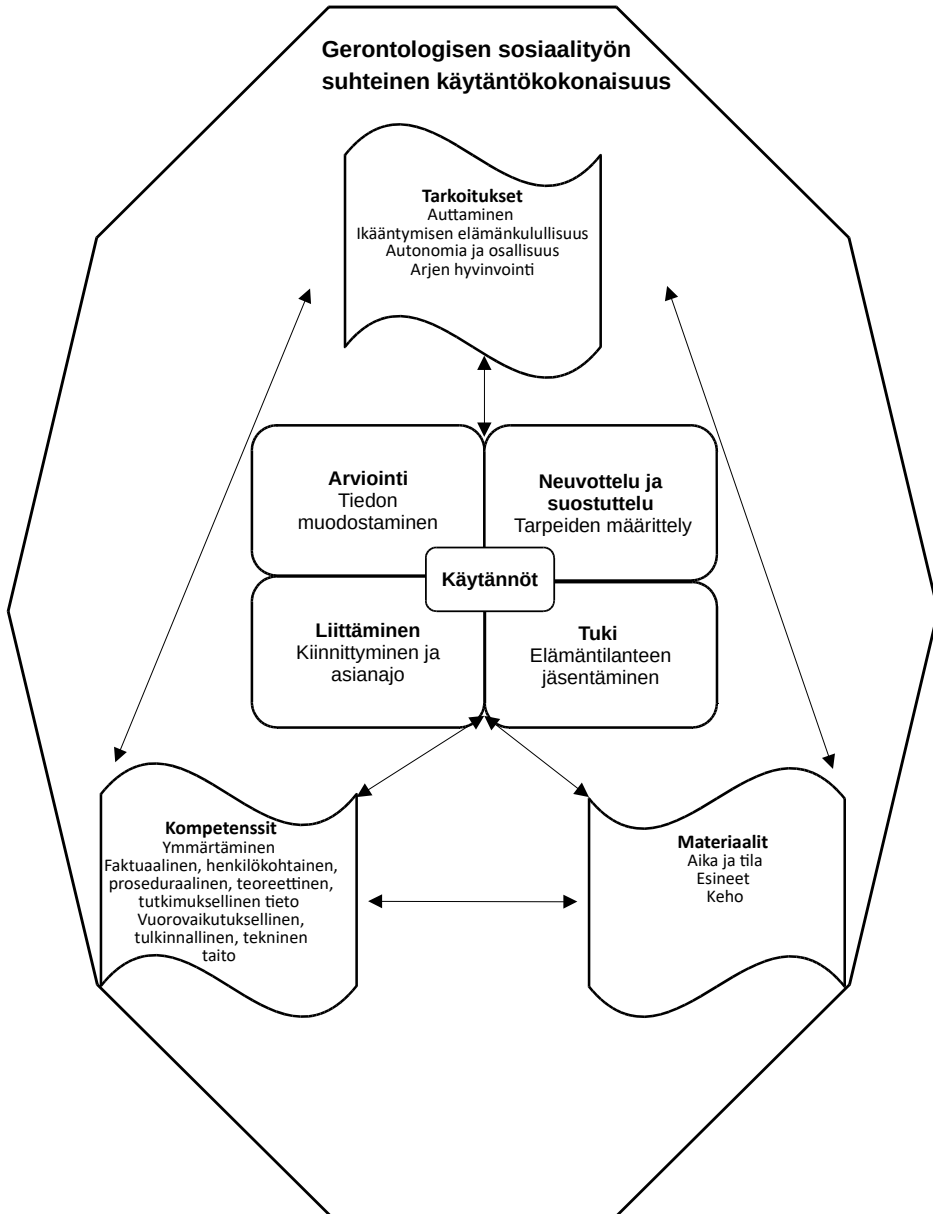 Gerontologisen sosiaalityön
suhteinen käytäntökokonaisuus
Tarkoitukset
Auttaminen
Ikääntymisen elämänkulullisuus
Autonomia ja osallisuus
Arjen hyvinvointi
Arviointi
Tiedon
muodostaminen
Neuvottelu ja
suostuttelu
Tarpeiden määrittely
Käytännöt
Liittäminen
Kiinnittyminen ja
asianajo
Tuki
Elämäntilanteen
jäsentäminen
Kompetenssit
Ymmärtäminen
Faktuaalinen, henkilökohtainen,
proseduraalinen, teoreettinen,
tutkimuksellinen tieto
Vuorovaikutuksellinen,
tulkinnallinen, tekninen
taito
Materiaalit
Aika ja tila
Esineet
Keho